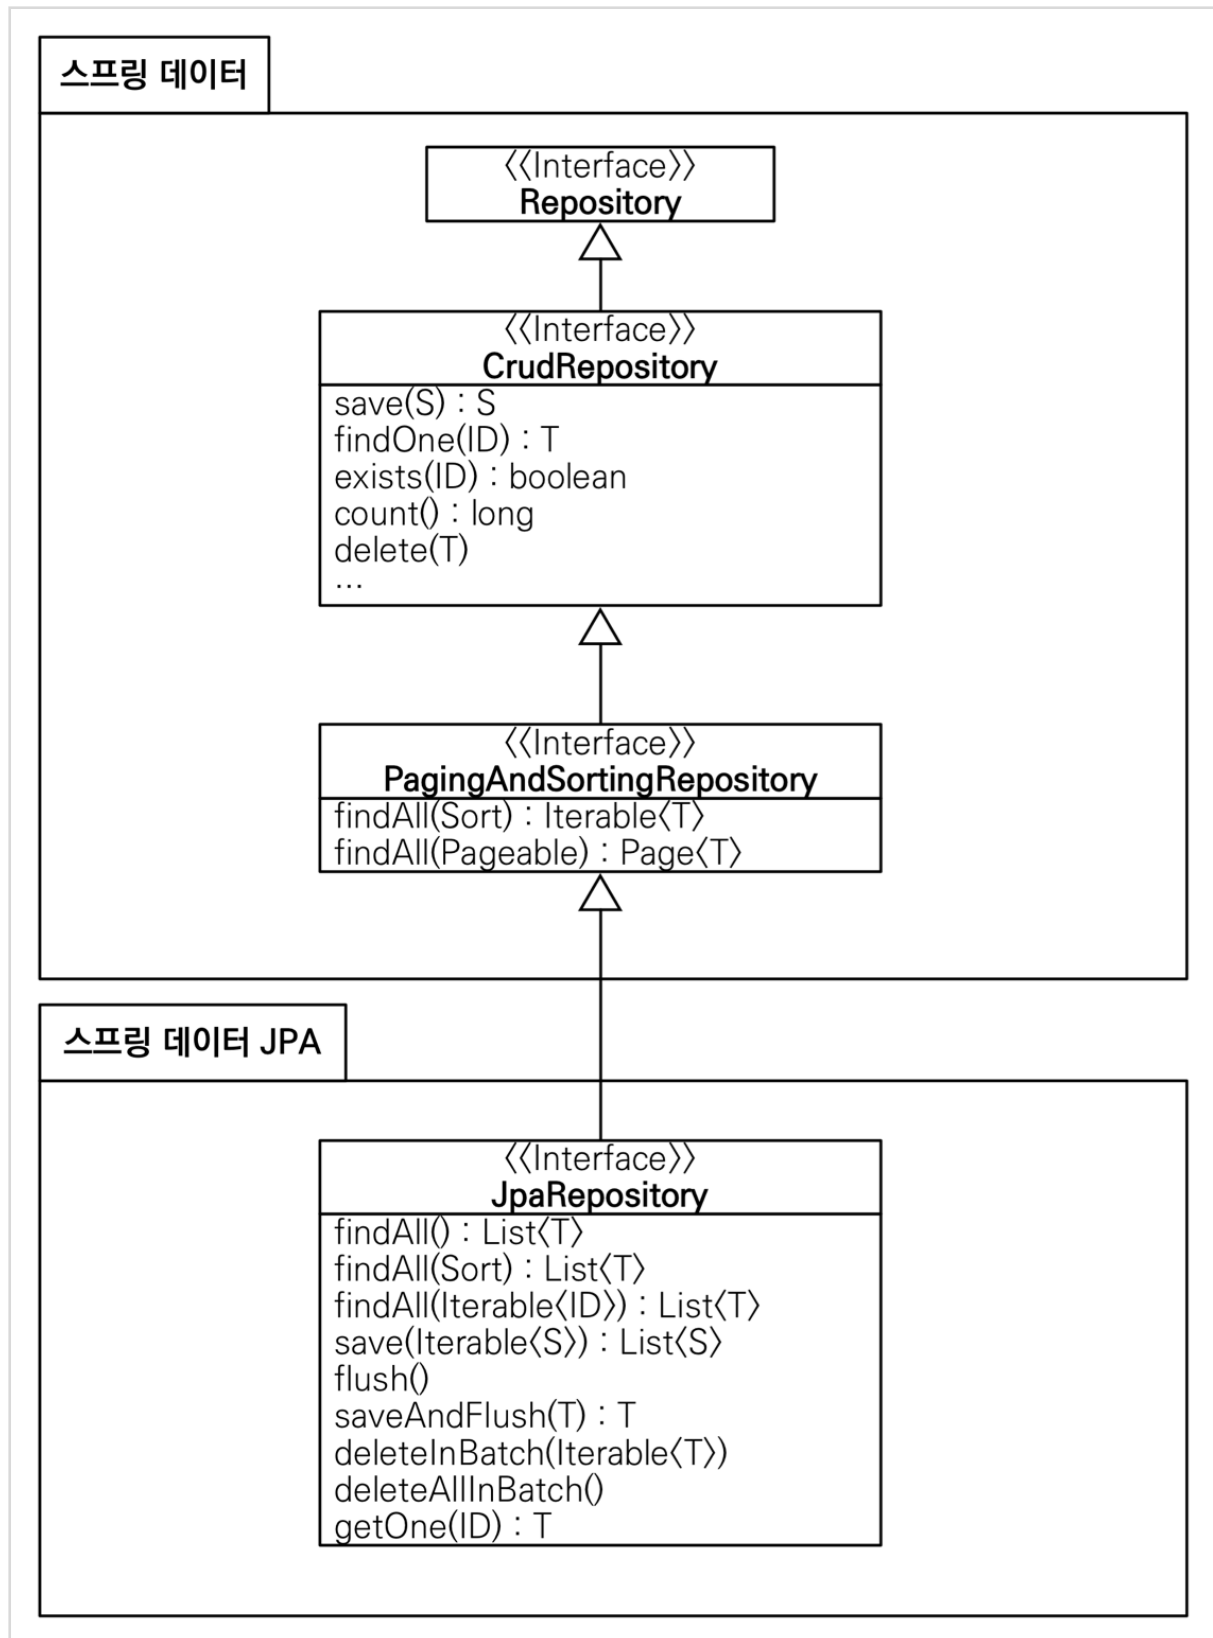 스프링 데이터
〈〈Interface〉〉
Repository
〈〈Interface〉〉
CrudRepository
save(S) : S
findOne(ID) : T
exists(ID) : boolean
count() : long
delete(T)
...
〈〈Interface〉〉
PagingAndSortingRepository
findAll(Sort) : Iterable〈T〉
findAll(Pageable) : Page〈T〉
스프링 데이터 JPA
〈〈Interface〉〉
JpaRepository
findAll() : List〈T〉
findAll(Sort) : List〈T〉
findAll(Iterable〈ID〉) : List〈T〉
save(Iterable〈S〉) : List〈S〉
flush()
saveAndFlush(T) : T
deleteInBatch(Iterable〈T〉)
deleteAllInBatch()
getOne(ID) : T